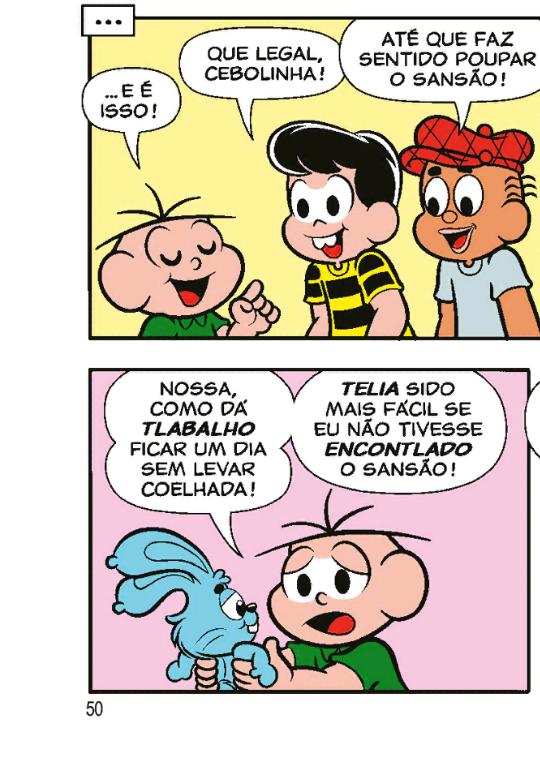 ...
...E É
ISSO!
QUE LEGAL,
CEBOLINHA!
ATÉ QUE FAZ
SENTIDO POUPAR
O SANSÃO!
NOSSA,
COMO DÁ
TLABALHO
FICAR UM DIA
SEM LEVAR
COELHADA!
TELIA SIDO
MAIS FÁCIL SE
EU NÃO TIVESSE
ENCONTLADO
O SANSÃO!
50